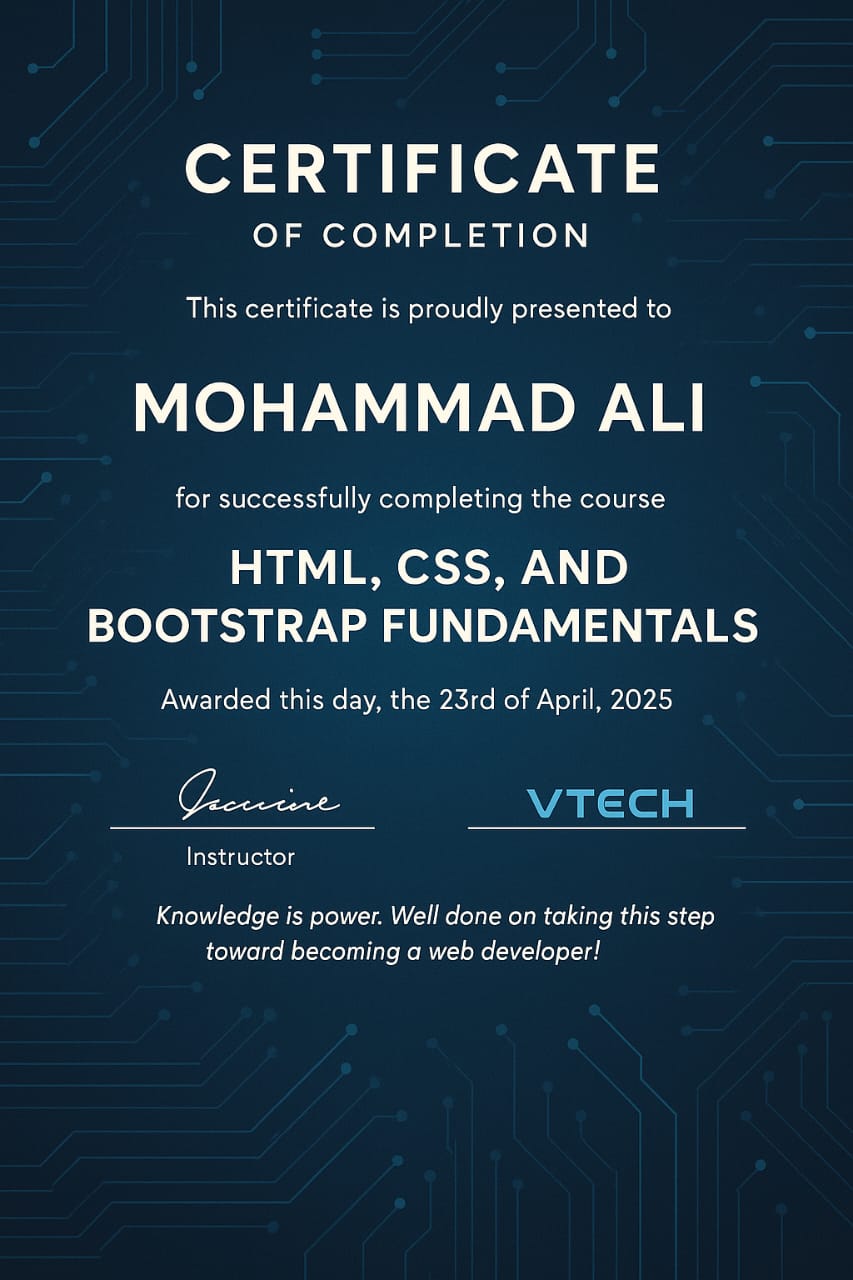 CERTIFICATE
OF COMPLETION
This certificate is proudly presented to
MOHAMMAD ALI
for successfully completing the course
HTML, CSS, AND
BOOTSTRAP FUNDAMENTALS
Awarded this day, the 23rd of April, 2025
VTECH
Instructor
Knowledge is power. Well done on taking this step
toward becoming a web developer!